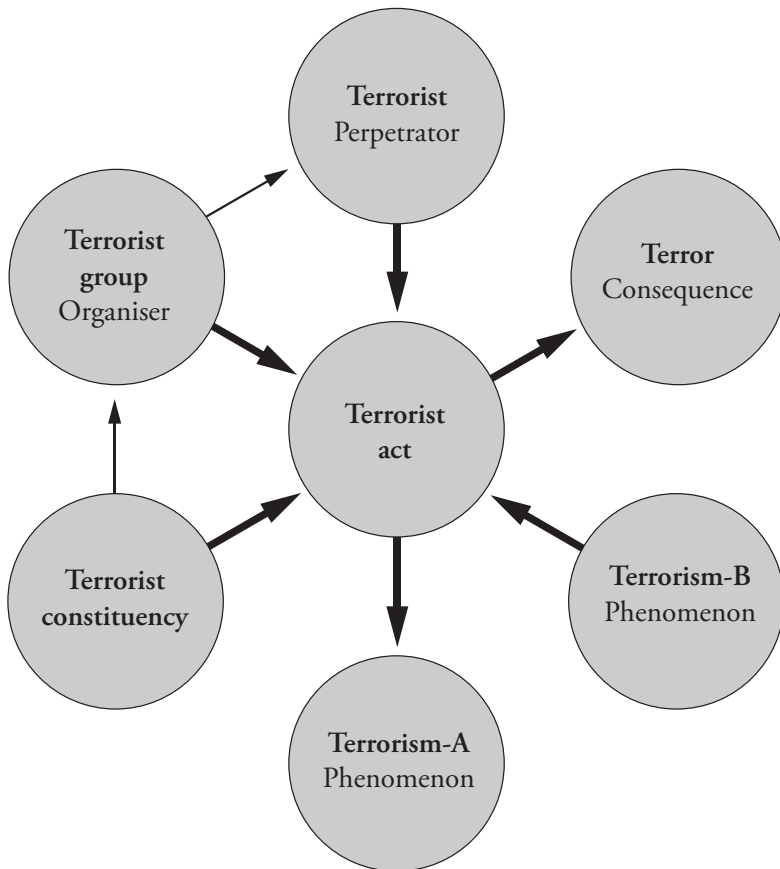 Terrorist
Perpetrator
Terrorist
group
Organiser
Terror
Consequence
Terrorist
act
Terrorist
constituency
Terrorism-B
Phenomenon
Terrorism-A
Phenomenon